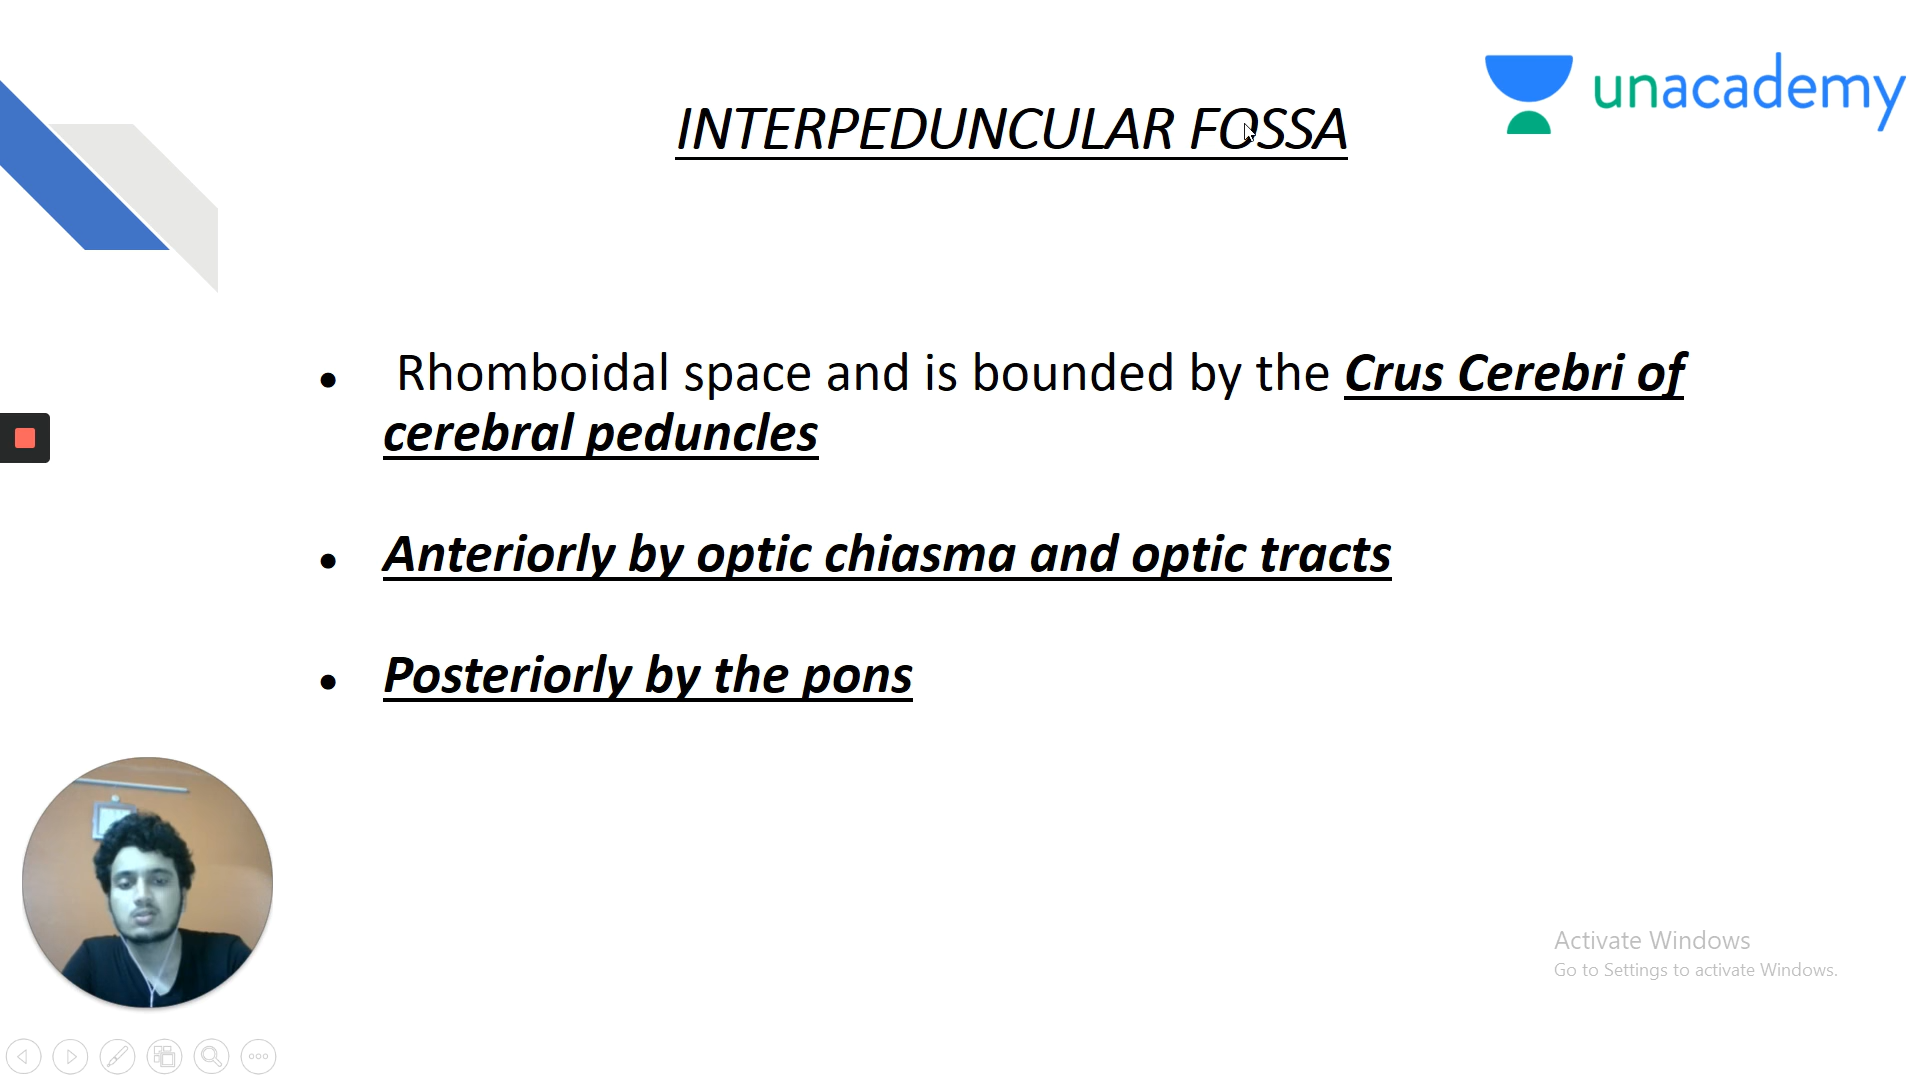 unacademy
INTERPEDUNCULAR FOSSA
Rhomboidal space and is bounded by the Crus Cerebri of
cerebral peduncles
Anteriorly by optic chiasma and optic tracts
Posteriorly by the pons
Activate Windows
Go to Settings to activate Windows.